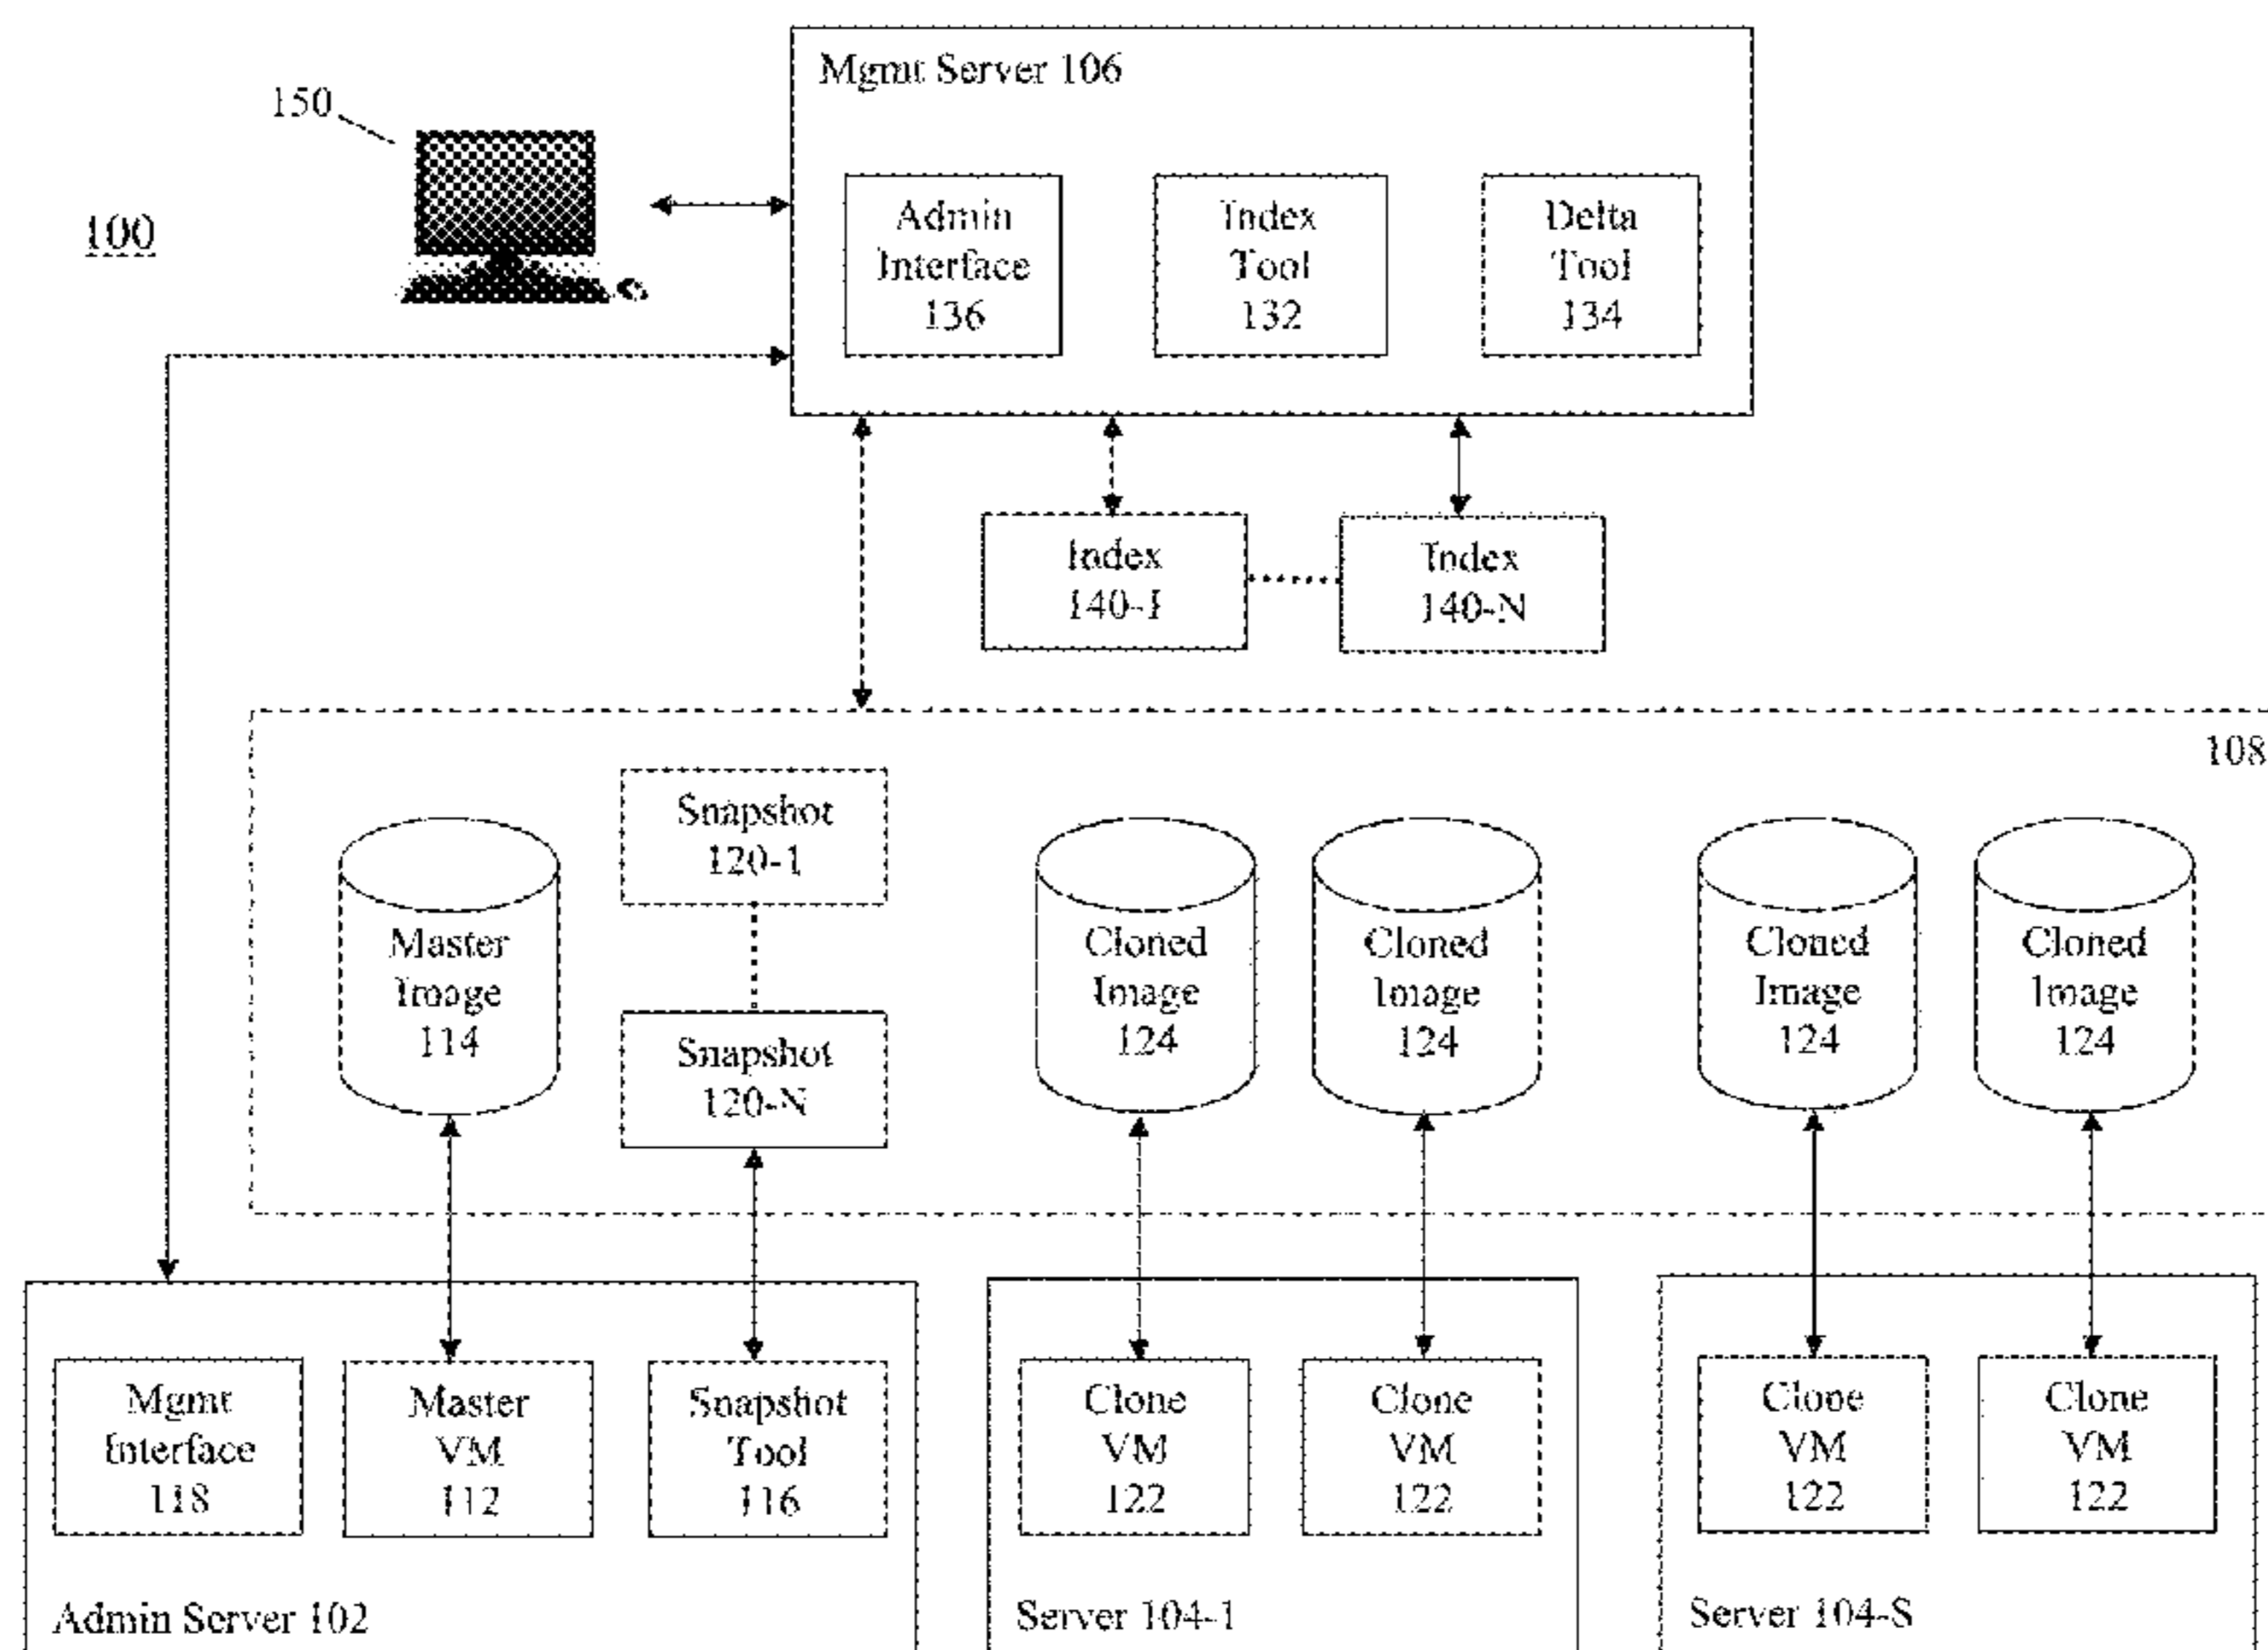 Mgmt Server 106
150
100
Admin
Interface
136
Index
Tool
132
Delta
Tool
134
Index
140-1
Index
140-N
108
Snapshot
120-1
Master
Image
114
Snapshot
120-N
Cloned
Image
124
Cloned
Image
124
Cloned
Image
124
Cloned
Image
124
Mgmt
Interface
118
Master
VM
112
Snapshot
Tool
116
Admin Server 102
Clone
VM
122
Clone
VM
122
Server 104-1
Clone
VM
122
Clone
VM
122
Server 104-S